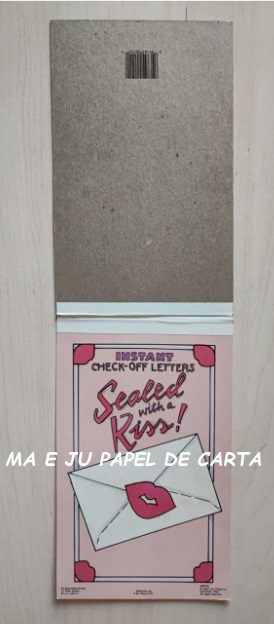 INSTANT
CHECK-OFF LETTERS
Sealed
with a
Kiss!
MA E JU PAPEL DE CARTA